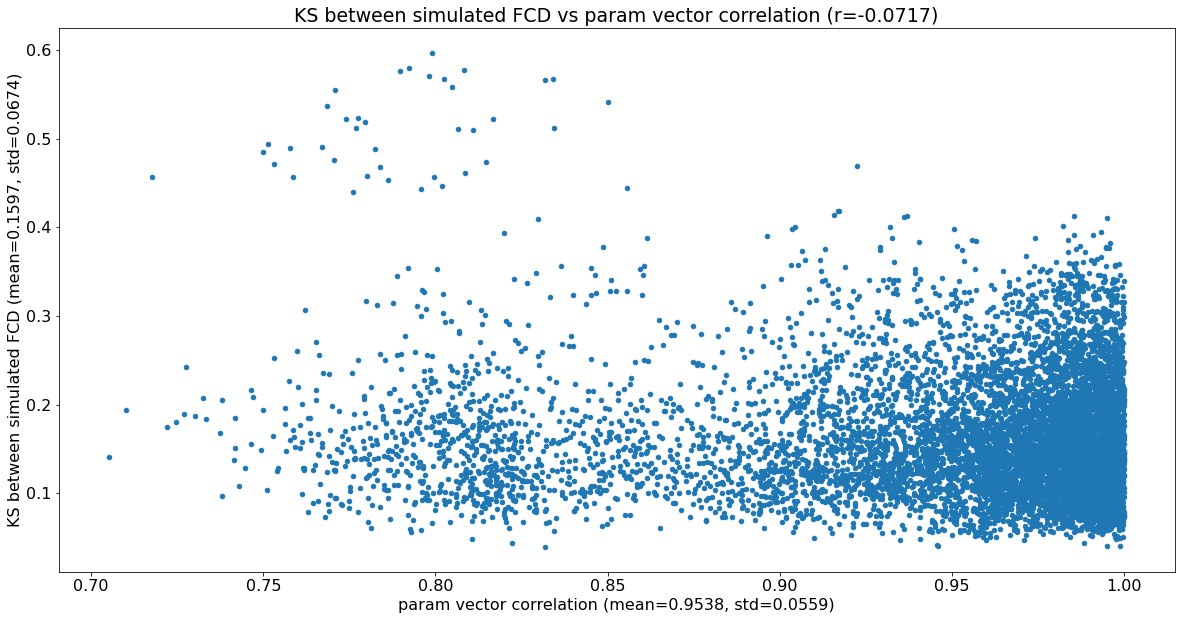 KS between simulated FCD vs param vector correlation (r=-0.0717)
KS between simulated FCD (mean=0.1597, std=0.0674)
0.6
0.5
0.4
0.3
0.2
0.1
0.70 0.75 0.80 0.85 0.90 0.95 1.00
param vector correlation (mean=0.9538, std=0.0559)